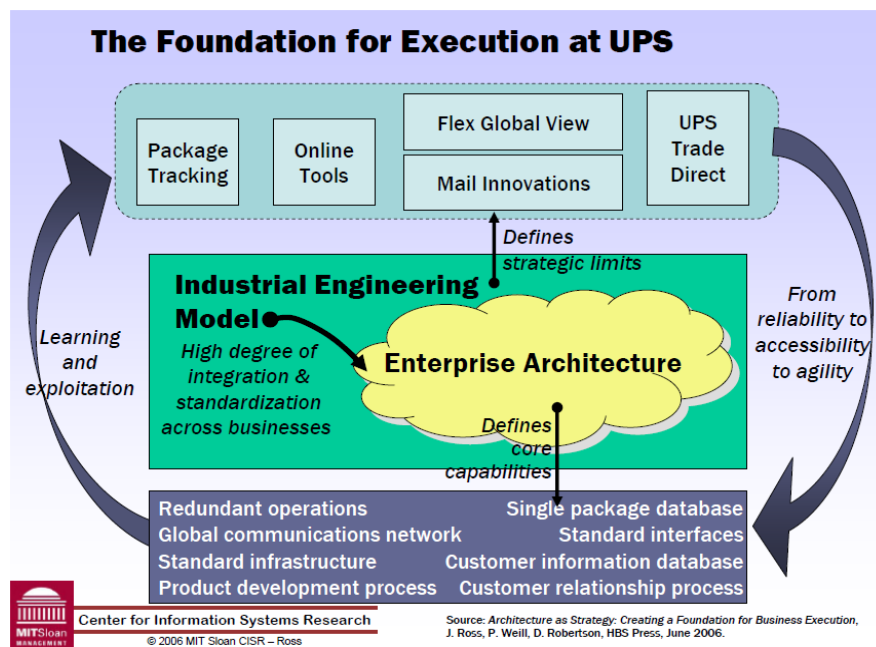 The Foundation for Execution at UPS
Package
Tracking
Online
Tools
Flex Global View
Mail Innovations
UPS
Trade
Direct
Defines
strategic limits
Industrial Engineering
Model
High degree of
integration &
standardization
across businesses
Enterprise Architecture
Defines
core
capabilities
Learning
and
exploitation
From
reliability to
accessibility
to agility
Redundant operations
Global communications network
Standard infrastructure
Product development process
Single package database
Standard interfaces
Customer information database
Customer relationship process
MITSloan
MANAGEMENT
Center for Information Systems Research
© 2006 MIT Sloan CISR – Ross
Source: Architecture as Strategy: Creating a Foundation for Business Execution,
J. Ross, P. Weill, D. Robertson, HBS Press, June 2006.